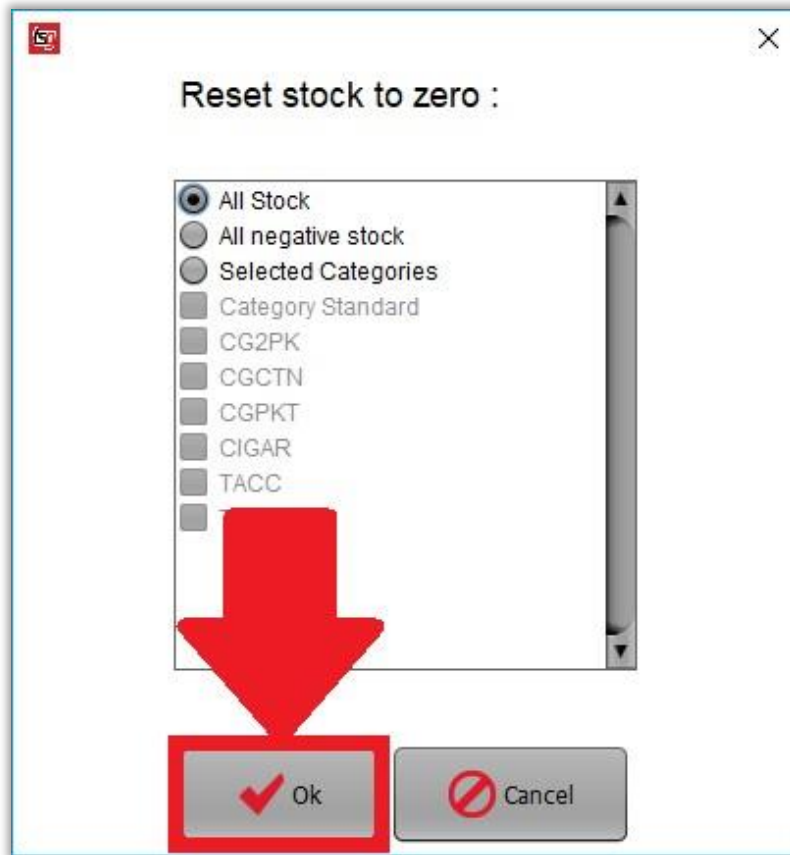 Reset stock to zero :
All Stock
All negative stock
Selected Categories
Category Standard
CG2PK
CGCTN
CGPKT
CIGAR
TACC
Ok
Cancel